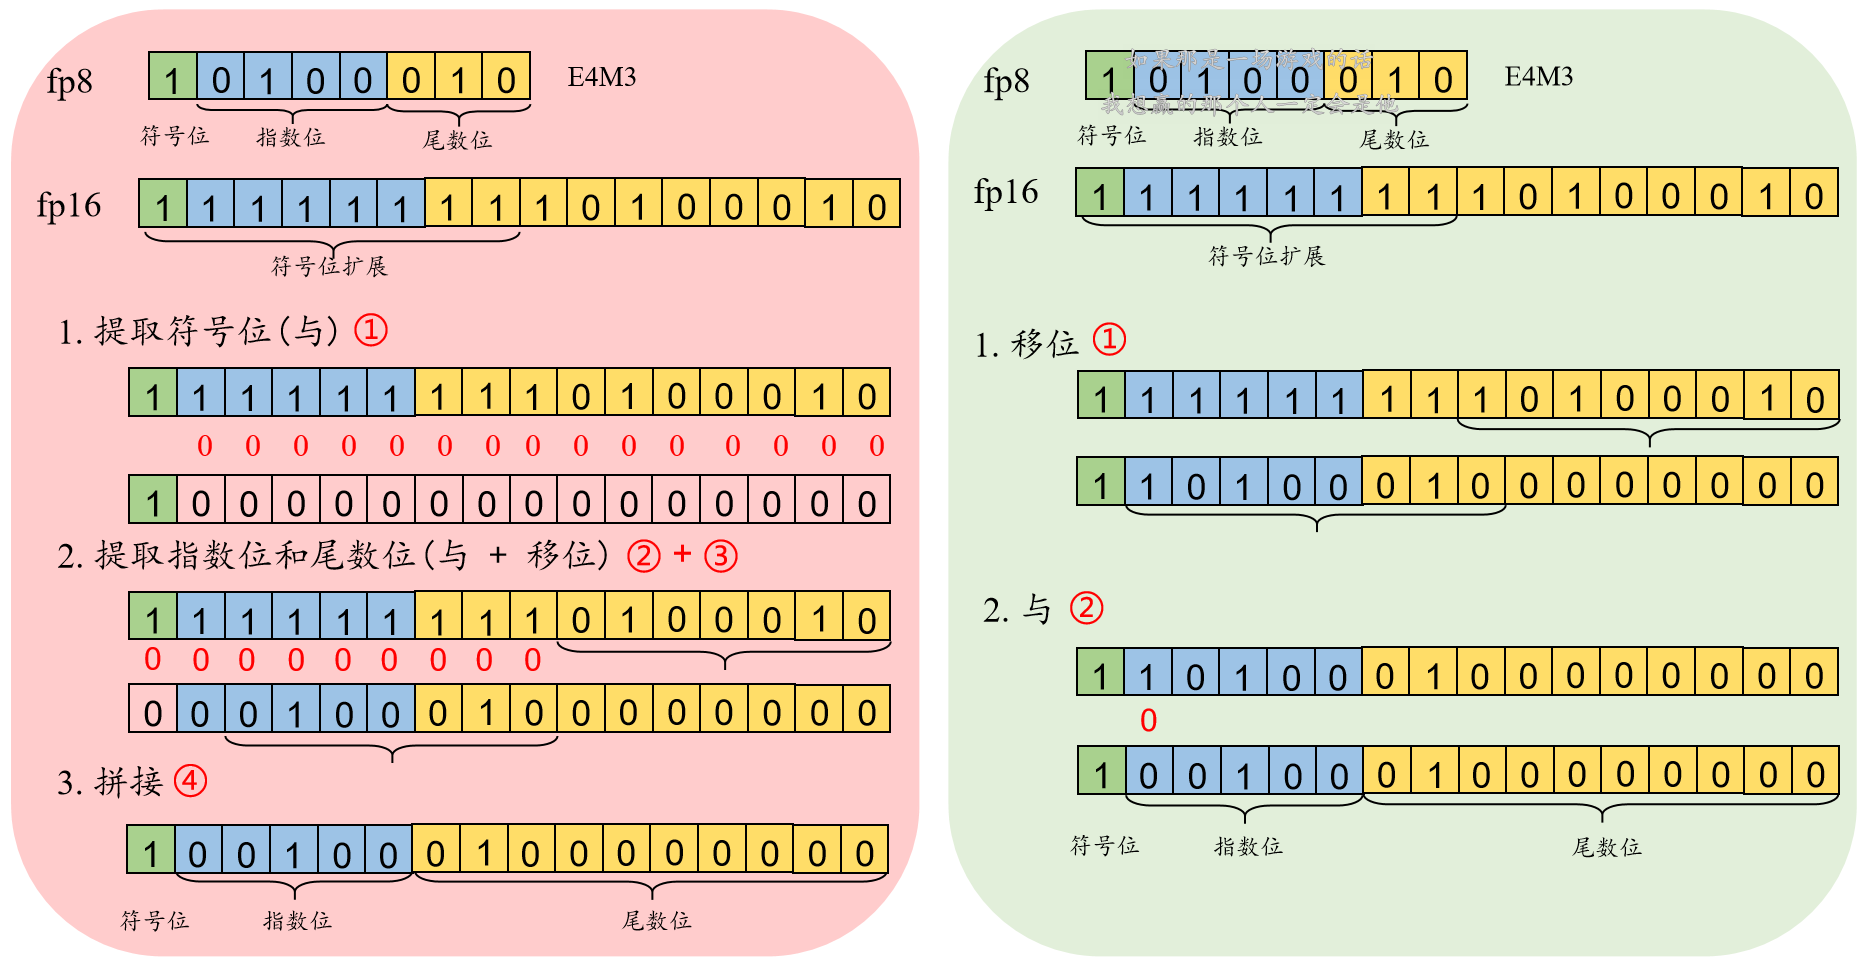 fp8 1 0 1 0 0 0 1 0 E4M3
符号位 指数位 尾数位
fp16 1 1 1 1 1 1 1 1 1 0 1 0 0 0 1 0
符号位扩展
1. 提取符号位(与) ①
1 1 1 1 1 1 1 1 1 0 1 0 0 0 1 0
0 0 0 0 0 0 0 0 0 0 0 0 0 0 0
1 0 0 0 0 0 0 0 0 0 0 0 0 0 0 0
2. 提取指数位和尾数位(与 + 移位) ② + ③
1 1 1 1 1 1 1 1 1 0 1 0 0 0 1 0
0 0 0 0 0 0 0 0 0
0 0 0 1 0 0 0 1 0 0 0 0 0 0 0 0
3. 拼接 ④
1 0 0 1 0 0 0 1 0 0 0 0 0 0 0 0
符号位 指数位 尾数位
如果那是一场游戏的话
fp8 1 0 1 0 0 0 1 0 E4M3
我想赢的那个人一定会是他
符号位 指数位 尾数位
fp16 1 1 1 1 1 1 1 1 1 0 1 0 0 0 1 0
符号位扩展
1. 移位 ①
1 1 1 1 1 1 1 1 1 0 1 0 0 0 1 0
1 1 0 1 0 0 0 1 0 0 0 0 0 0 0 0
2. 与 ②
1 1 0 1 0 0 0 1 0 0 0 0 0 0 0 0
0
1 0 0 1 0 0 0 1 0 0 0 0 0 0 0 0
符号位 指数位 尾数位